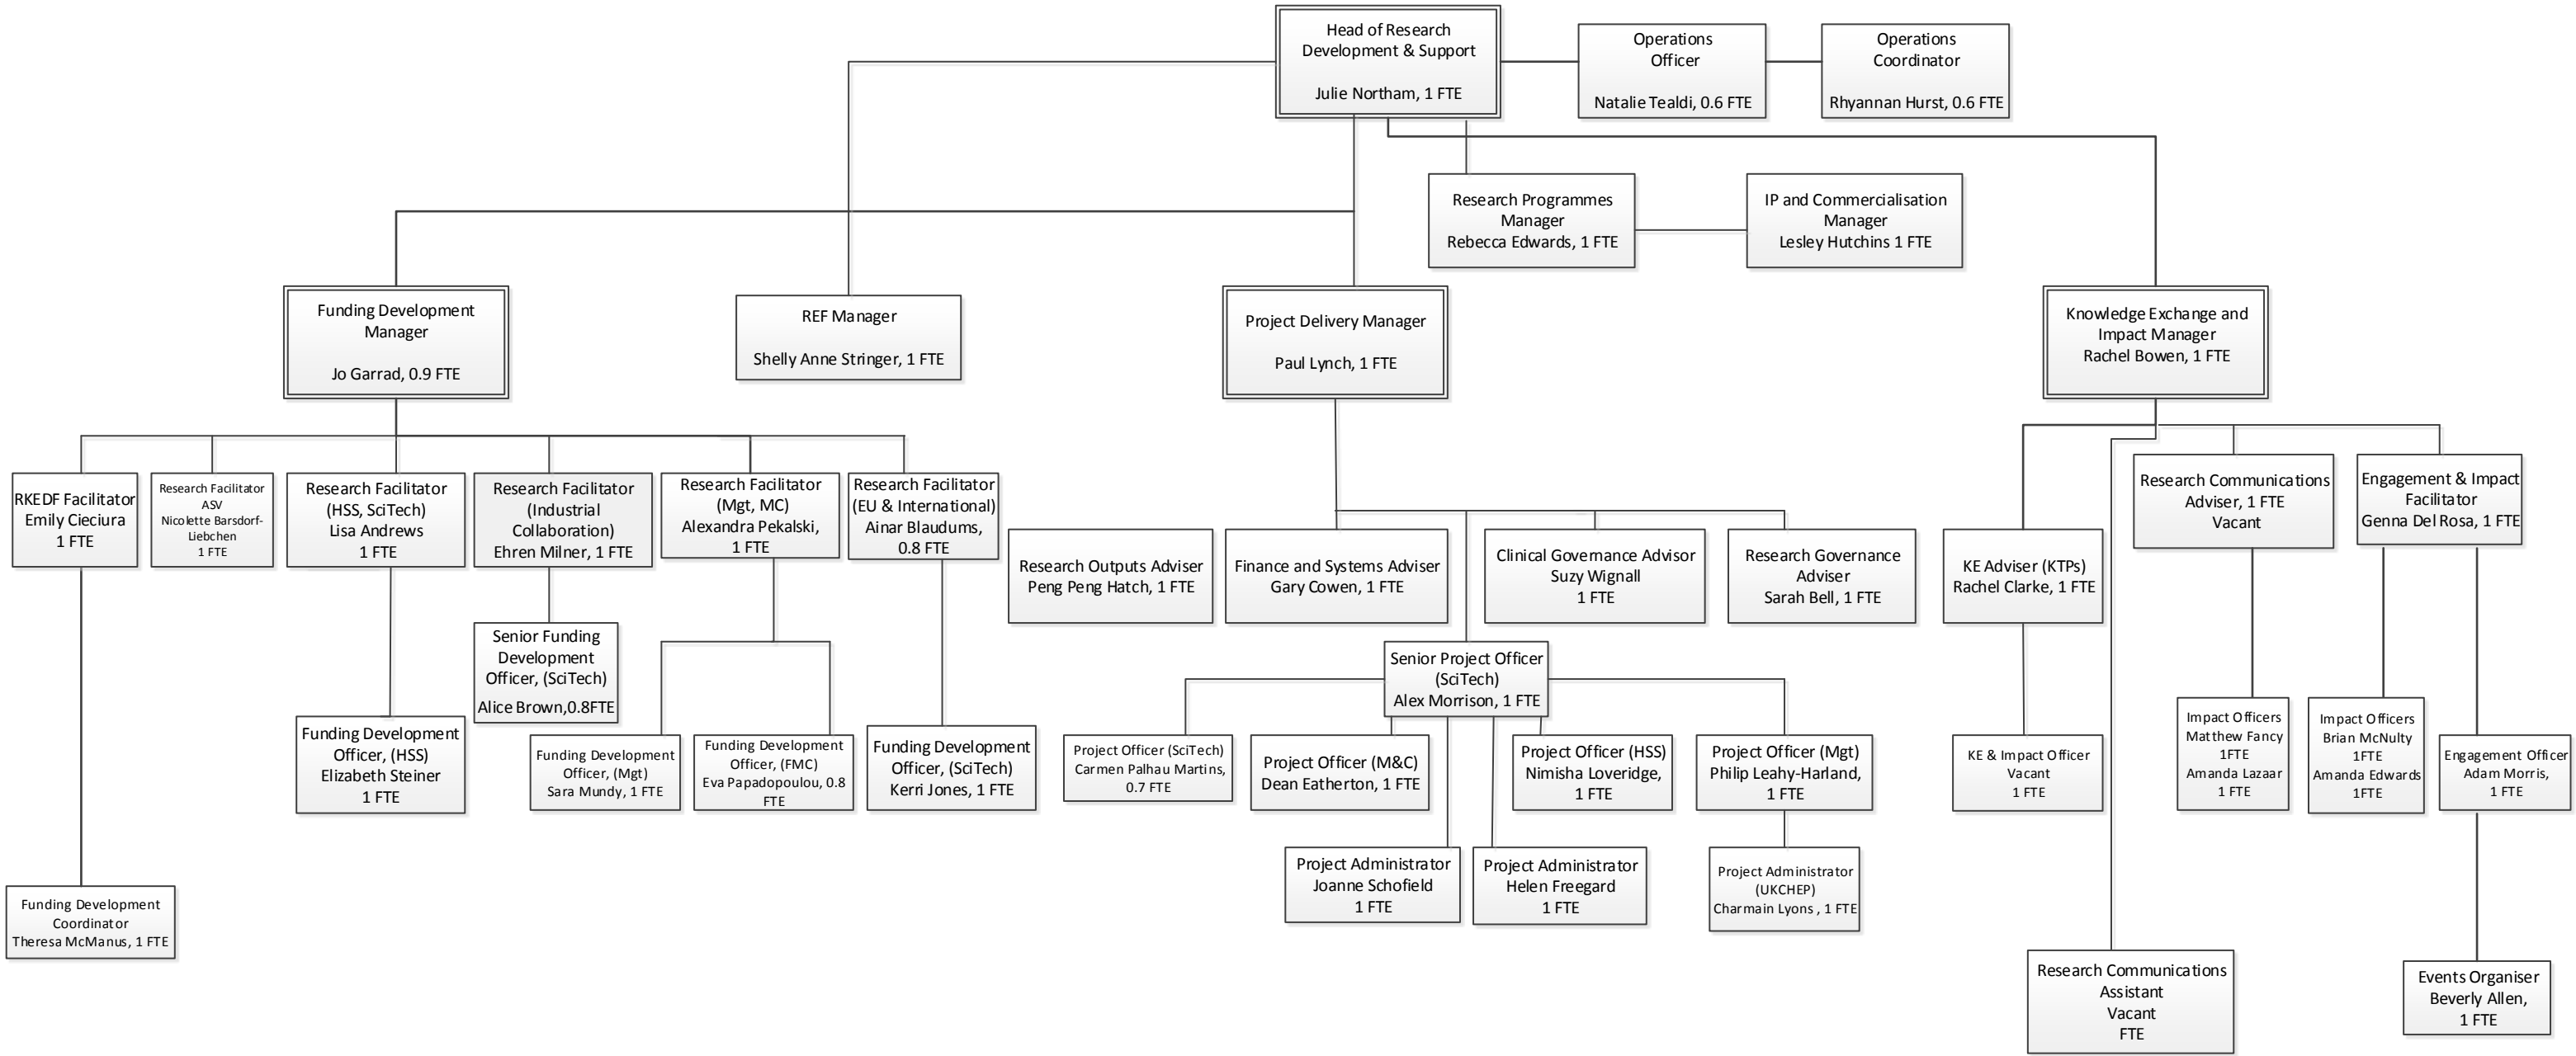 Head of Research
Development & Support
Julie Northam, 1 FTE
Operations
Officer
Natalie Tealdi, 0.6 FTE
Operations
Coordinator
Rhyannan Hurst, 0.6 FTE
Research Programmes
Manager
Rebecca Edwards, 1 FTE
IP and Commercialisation
Manager
Lesley Hutchins 1 FTE
Funding Development
Manager
Jo Garrad, 0.9 FTE
REF Manager
Shelly Anne Stringer, 1 FTE
Project Delivery Manager
Paul Lynch, 1 FTE
Knowledge Exchange and
Impact Manager
Rachel Bowen, 1 FTE
RKEDF Facilitator
Emily Cieciura
1 FTE
Research Facilitator
ASV
Nicolette Barsdorf-
Liebchen
1 FTE
Research Facilitator
(HSS, SciTech)
Lisa Andrews
1 FTE
Research Facilitator
(Industrial
Collaboration)
Ehren Milner, 1 FTE
Research Facilitator
(Mgt, MC)
Alexandra Pekalski,
1 FTE
Research Facilitator
(EU & International)
Ainar Blaudums,
0.8 FTE
Research Outputs Adviser
Peng Peng Hatch, 1 FTE
Finance and Systems Adviser
Gary Cowen, 1 FTE
Clinical Governance Advisor
Suzy Wignall
1 FTE
Research Governance
Adviser
Sarah Bell, 1 FTE
KE Adviser (KTPs)
Rachel Clarke, 1 FTE
Research Communications
Adviser, 1 FTE
Vacant
Engagement & Impact
Facilitator
Genna Del Rosa, 1 FTE
Senior Funding
Development
Officer, (SciTech)
Alice Brown,0.8FTE
Senior Project Officer
(SciTech)
Alex Morrison, 1 FTE
Funding Development
Officer, (HSS)
Elizabeth Steiner
1 FTE
Funding Development
Officer, (Mgt)
Sara Mundy, 1 FTE
Funding Development
Officer, (FMC)
Eva Papadopoulou, 0.8
FTE
Funding Development
Officer, (SciTech)
Kerri Jones, 1 FTE
Project Officer (SciTech)
Carmen Palhau Martins,
0.7 FTE
Project Officer (M&C)
Dean Eatherton, 1 FTE
Project Officer (HSS)
Nimisha Loveridge,
1 FTE
Project Officer (Mgt)
Philip Leahy-Harland,
1 FTE
KE & Impact Officer
Vacant
1 FTE
Impact Officers
Matthew Fancy
1FTE
Amanda Lazaar
1 FTE
Impact Officers
Brian McNulty
1FTE
Amanda Edwards
1FTE
Engagement Officer
Adam Morris,
1 FTE
Project Administrator
Joanne Schofield
1 FTE
Project Administrator
Helen Freegard
1 FTE
Project Administrator
(UKCHEP)
Charmain Lyons , 1 FTE
Funding Development
Coordinator
Theresa McManus, 1 FTE
Research Communications
Assistant
Vacant
FTE
Events Organiser
Beverly Allen,
1 FTE